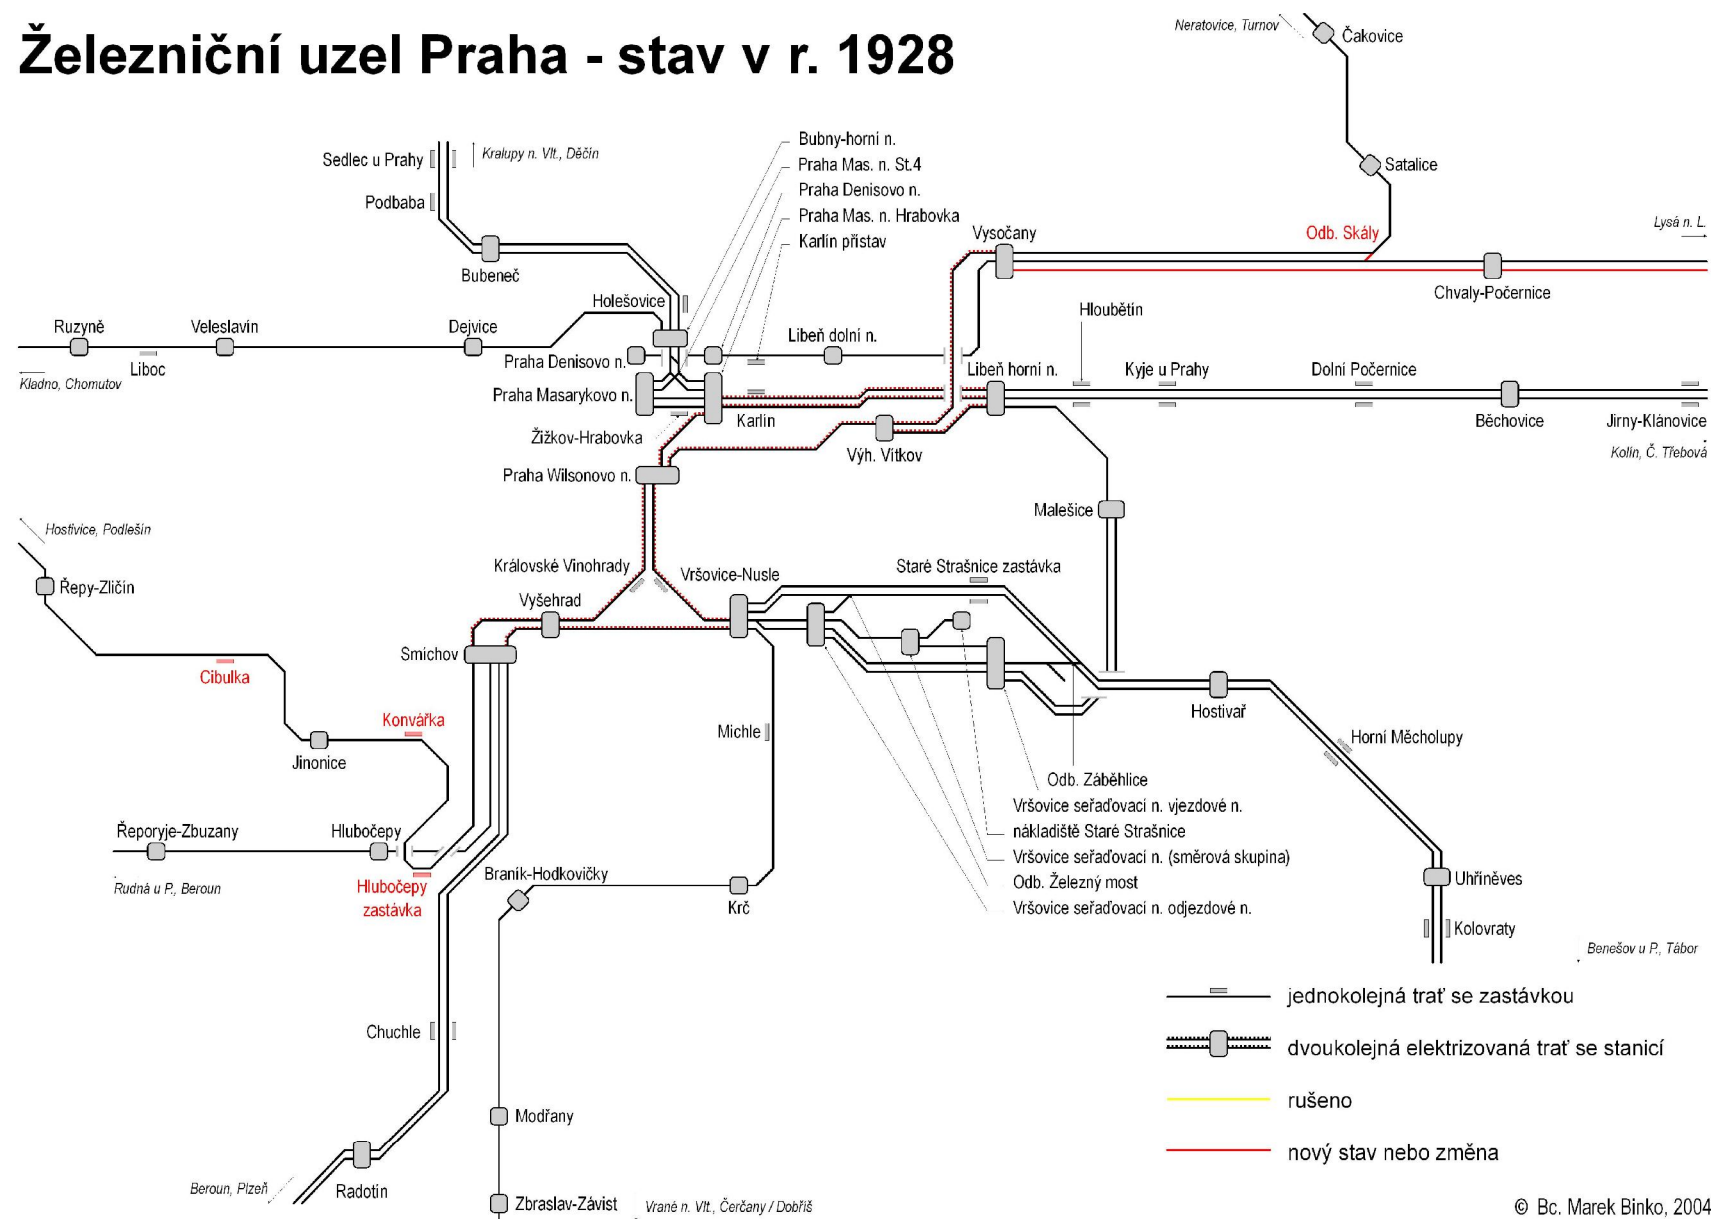 Železniční uzel Praha - stav v r. 1928
Neratovice, Turnov
Čakovice
Satalice
Lysá n. L.
Odb. Skály
Vysočany
Chvaly-Počernice
Bubny-horní n.
Praha Mas. n. St.4
Praha Denisovo n.
Praha Mas. n. Hrabovka
Karlín přístav
Sedlec u Prahy
Kralupy n. Vlt., Děčín
Podbaba
Bubeneč
Holešovice
Ruzyně
Veleslavín
Dejvice
Liboc
Kladno, Chomutov
Praha Denisovo n.
Libeň dolní n.
Hloubětín
Praha Masarykovo n.
Karlín
Žižkov-Hrabovka
Libeň horní n.
Kyje u Prahy
Dolní Počernice
Běchovice
Jirny-Klánovice
Kolín, Č. Třebová
Výh. Vítkov
Praha Wilsonovo n.
Malešice
Hostivice, Podlešín
Řepy-Zličín
Královské Vinohrady
Vršovice-Nusle
Staré Strašnice zastávka
Vyšehrad
Smíchov
Cibulka
Konvářka
Jinonice
Michle
Hostivař
Horní Měcholupy
Odb. Záběhlice
Vršovice seřaďovací n. vjezdové n.
nákladiště Staré Strašnice
Vršovice seřaďovací n. (směrová skupina)
Odb. Železný most
Vršovice seřaďovací n. odjezdové n.
Řeporyje-Zbuzany
Hlubočepy
Rudná u P., Beroun
Hlubočepy
zastávka
Braník-Hodkovičky
Krč
Uhříněves
Kolovraty
Benešov u P., Tábor
Chuchle
Modřany
Radotín
Beroun, Plzeň
Zbraslav-Závist
Vrané n. Vlt., Čerčany / Dobříš
jednokolejná trať se zastávkou
dvoukolejná elektrizovaná trať se stanicí
rušeno
nový stav nebo změna
© Bc. Marek Binko, 2004